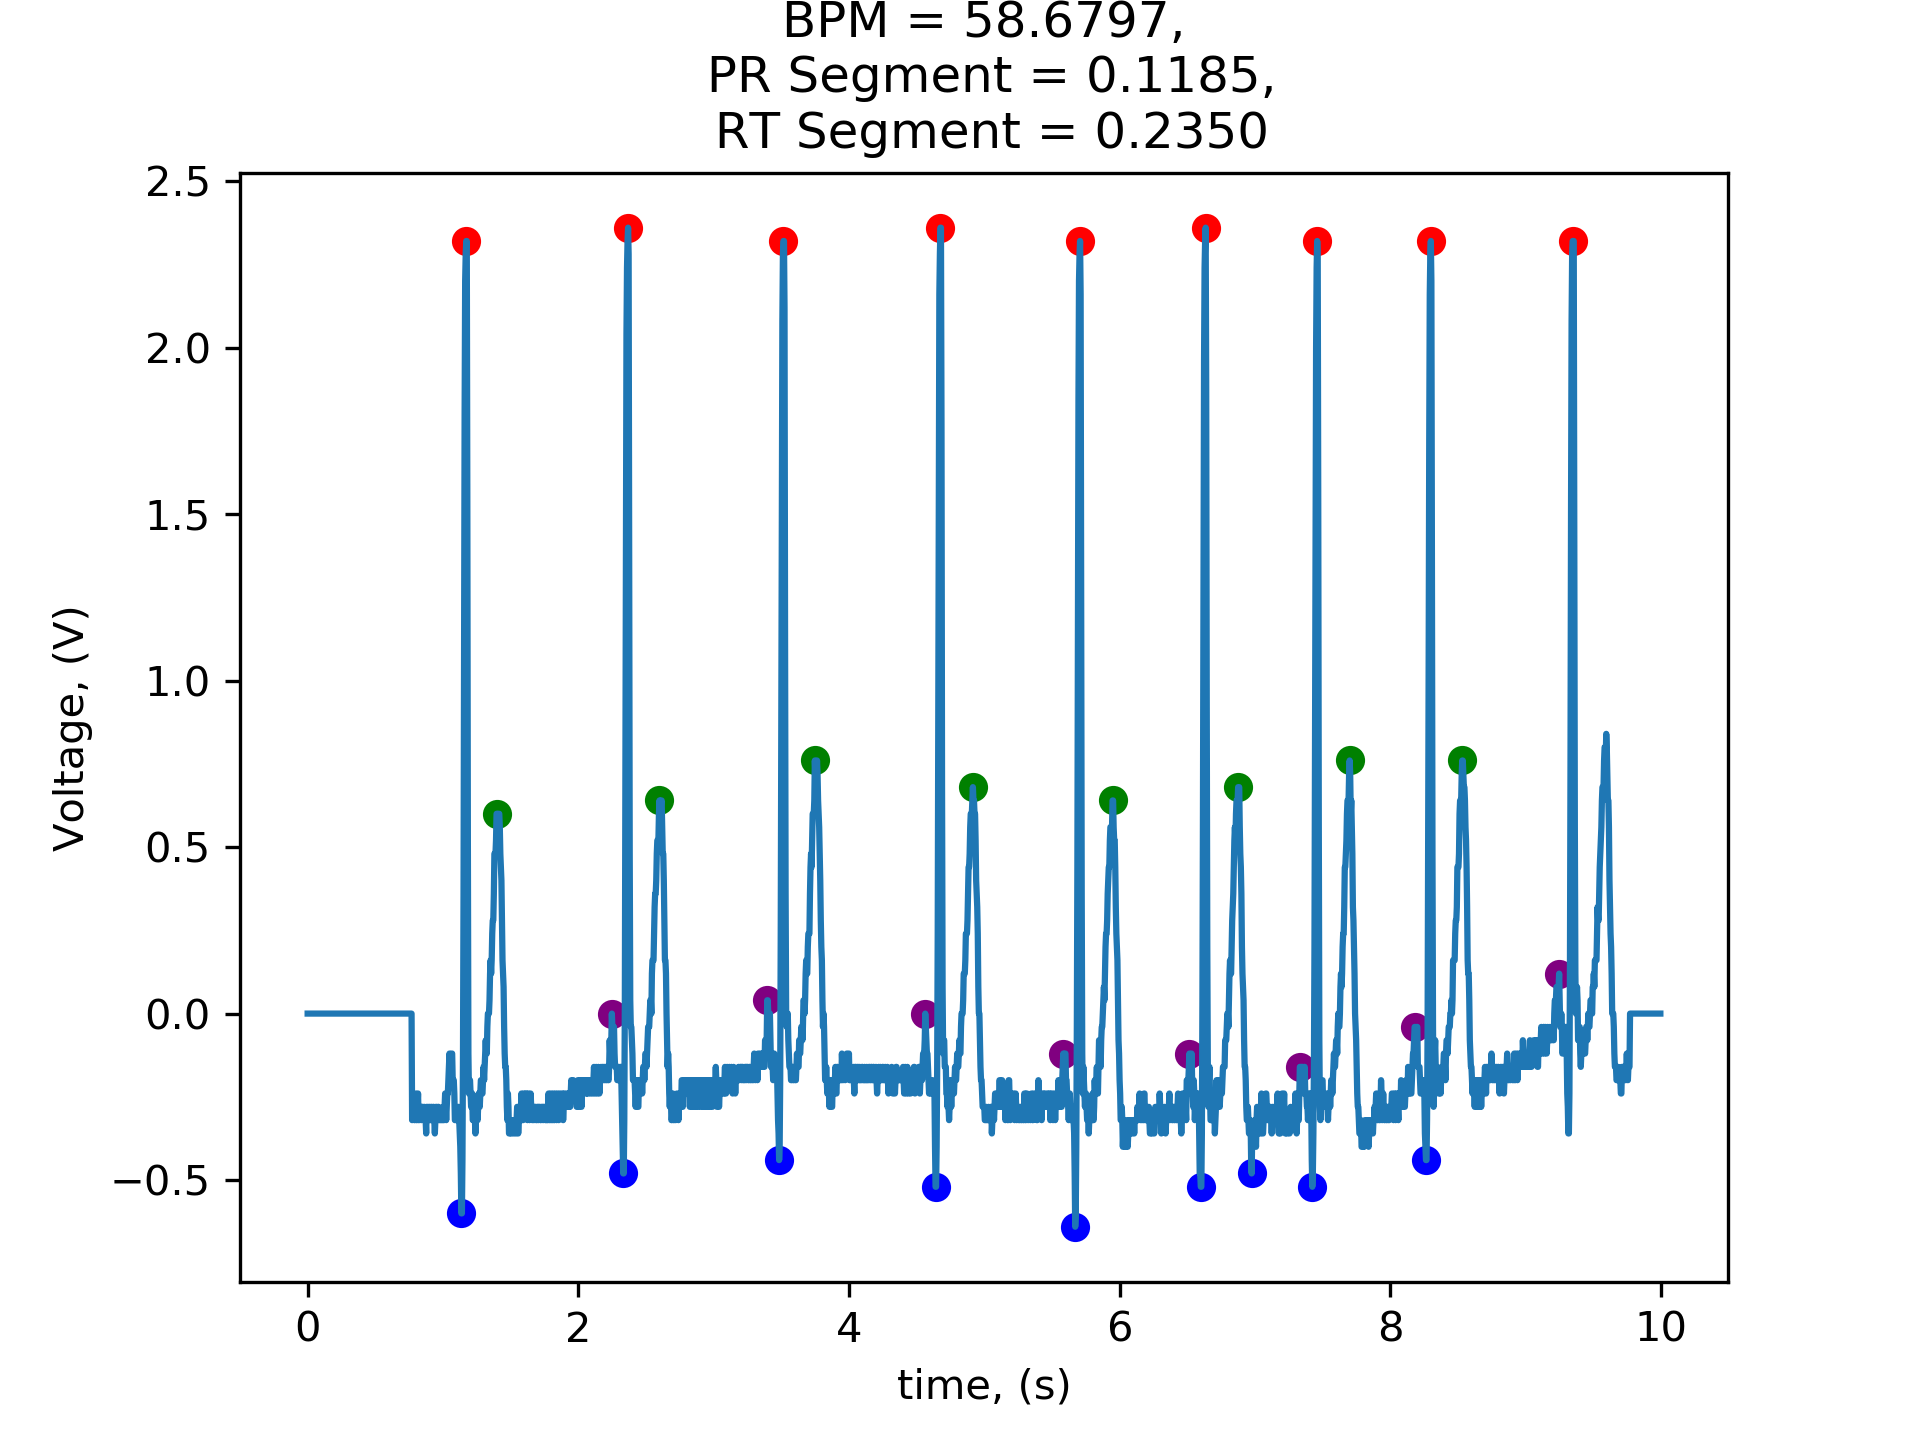 BPM = 58.6797,
PR Segment = 0.1185,
RT Segment = 0.2350
2.5
2.0
1.5
1.0
0.5
0.0
−0.5
Voltage, (V)
0 2 4 6 8 10
time, (s)